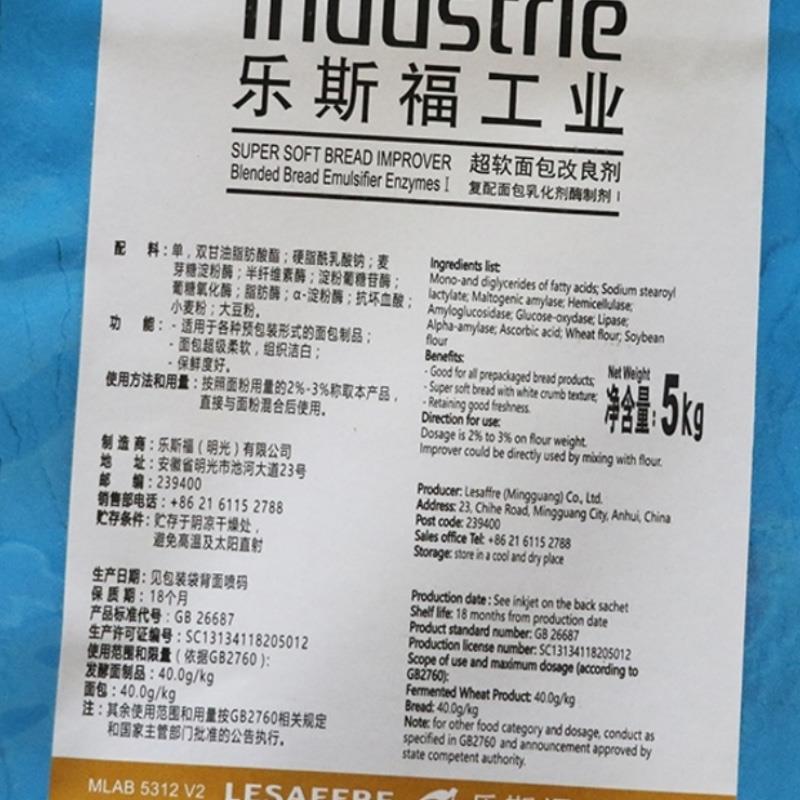 industrie
乐斯福工业
SUPER SOFT BREAD IMPROVER 超软面包改良剂
Blended Bread Emulsifier Enzymes I 复配面包乳化剂酶制剂 I
配 料：单，双甘油脂肪酸酯；硬脂酰乳酸钠；麦
芽糖淀粉酶；半纤维素酶；淀粉葡糖苷酶；
葡糖氧化酶；脂肪酶；α-淀粉酶；抗坏血酸；
小麦粉；大豆粉。
功 能：- 适用于各种预包装形式的面包制品；
- 面包超级柔软，组织洁白；
- 保鲜度好。
使用方法和用量：按照面粉用量的2%-3%称取本产品，
直接与面粉混合后使用。
制 造 商：乐斯福（明光）有限公司
地 址：安徽省明光市池河大道23号
邮 编：239400
销售部电话：+86 21 6115 2788
贮存条件：贮存于阴凉干燥处，
避免高温及太阳直射
生产日期：见包装袋背面喷码
保 质 期：18个月
产品标准代号：GB 26687
生产许可证编号：SC13134118205012
使用范围和限量（依据GB2760）：
发酵面制品：40.0g/kg
面包：40.0g/kg
注：其余使用范围和用量按GB2760相关规定
和国家主管部门批准的公告执行。
Ingredients list:
Mono-and diglycerides of fatty acids; Sodium stearoyl
lactylate; Maltogenic amylase; Hemicellulase;
Amyloglucosidase; Glucose-oxydase; Lipase;
Alpha-amylase; Ascorbic acid; Wheat flour; Soybean
flour
Benefits:
- Good for all prepackaged bread products;
- Super soft bread with white crumb texture;
- Retaining good freshness.
Direction for use:
Dosage is 2% to 3% on flour weight.
Improver could be directly used by mixing with flour.
Net Weight
净含量：5kg
Producer: Lesaffre (Mingguang) Co., Ltd.
Address: 23, Chihe Road, Mingguang City, Anhui, China
Post code: 239400
Sales office Tel: +86 21 6115 2788
Storage: store in a cool and dry place
Production date : See inkjet on the back sachet
Shelf life: 18 months from production date
Product standard number: GB 26687
Production license number: SC13134118205012
Scope of use and maximum dosage (according to
GB2760):
Fermented Wheat Product: 40.0g/kg
Bread: 40.0g/kg
Note: for other food category and dosage, conduct as
specified in GB2760 and announcement approved by
state competent authority.
MLAB 5312 V2 LESAFFRE 乐斯福